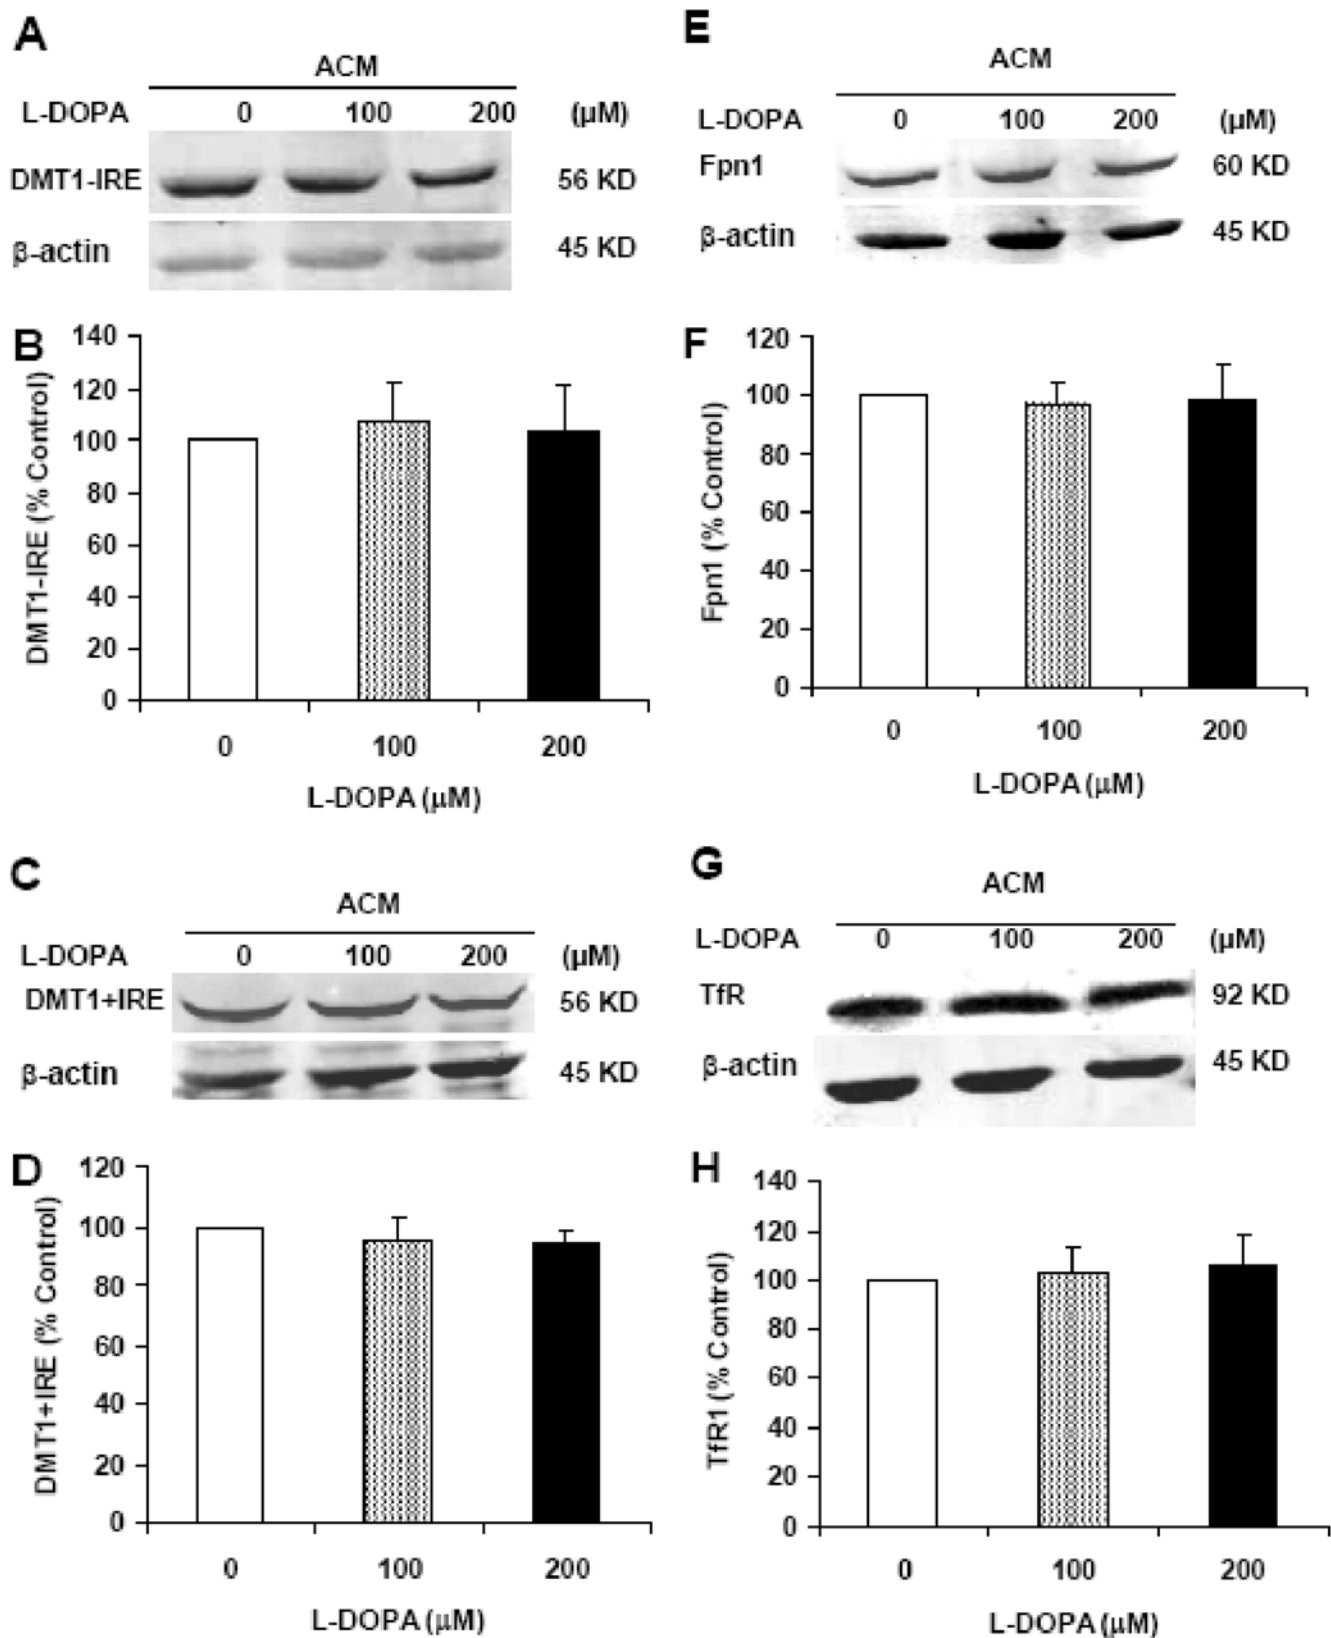 A
ACM
L-DOPA 0 100 200 (μM)
DMT1-IRE 56 KD
β-actin 45 KD
B
DMT1-IRE (% Control)
140
120
100
80
60
40
20
0
0 100 200
L-DOPA (μM)
C
ACM
L-DOPA 0 100 200 (μM)
DMT1+IRE 56 KD
β-actin 45 KD
D
DMT1+IRE (% Control)
120
100
80
60
40
20
0
0 100 200
L-DOPA (μM)
E
ACM
L-DOPA 0 100 200 (μM)
Fpn1 60 KD
β-actin 45 KD
F
Fpn1 (% Control)
120
100
80
60
40
20
0
0 100 200
L-DOPA (μM)
G
ACM
L-DOPA 0 100 200 (μM)
TfR 92 KD
β-actin 45 KD
H
TfR1 (% Control)
140
120
100
80
60
40
20
0
0 100 200
L-DOPA (μM)